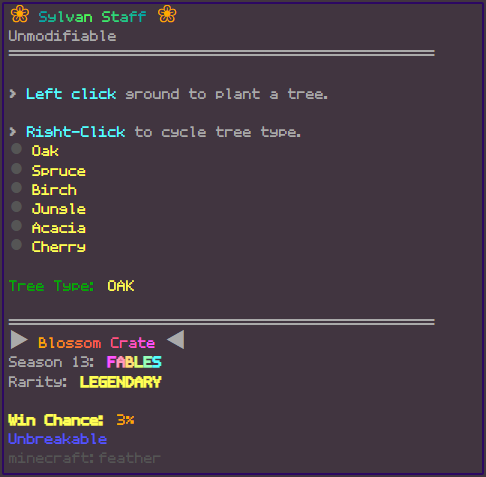 ❀ Sylvan Staff ❀
Unmodifiable
> Left click ground to plant a tree.
> Right-Click to cycle tree type.
● Oak
● Spruce
● Birch
● Jungle
● Acacia
● Cherry
Tree Type: OAK
▶ Blossom Crate ◀
Season 13: FABLES
Rarity: LEGENDARY
Win Chance: 3%
Unbreakable
minecraft:feather